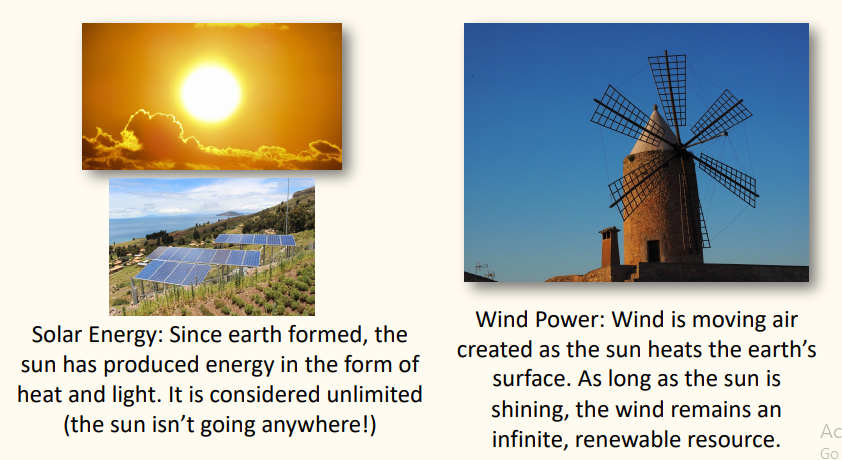 Solar Energy: Since earth formed, the
sun has produced energy in the form of
heat and light. It is considered unlimited
(the sun isn’t going anywhere!)
Wind Power: Wind is moving air
created as the sun heats the earth’s
surface. As long as the sun is
shining, the wind remains an
infinite, renewable resource.
Ac
Go